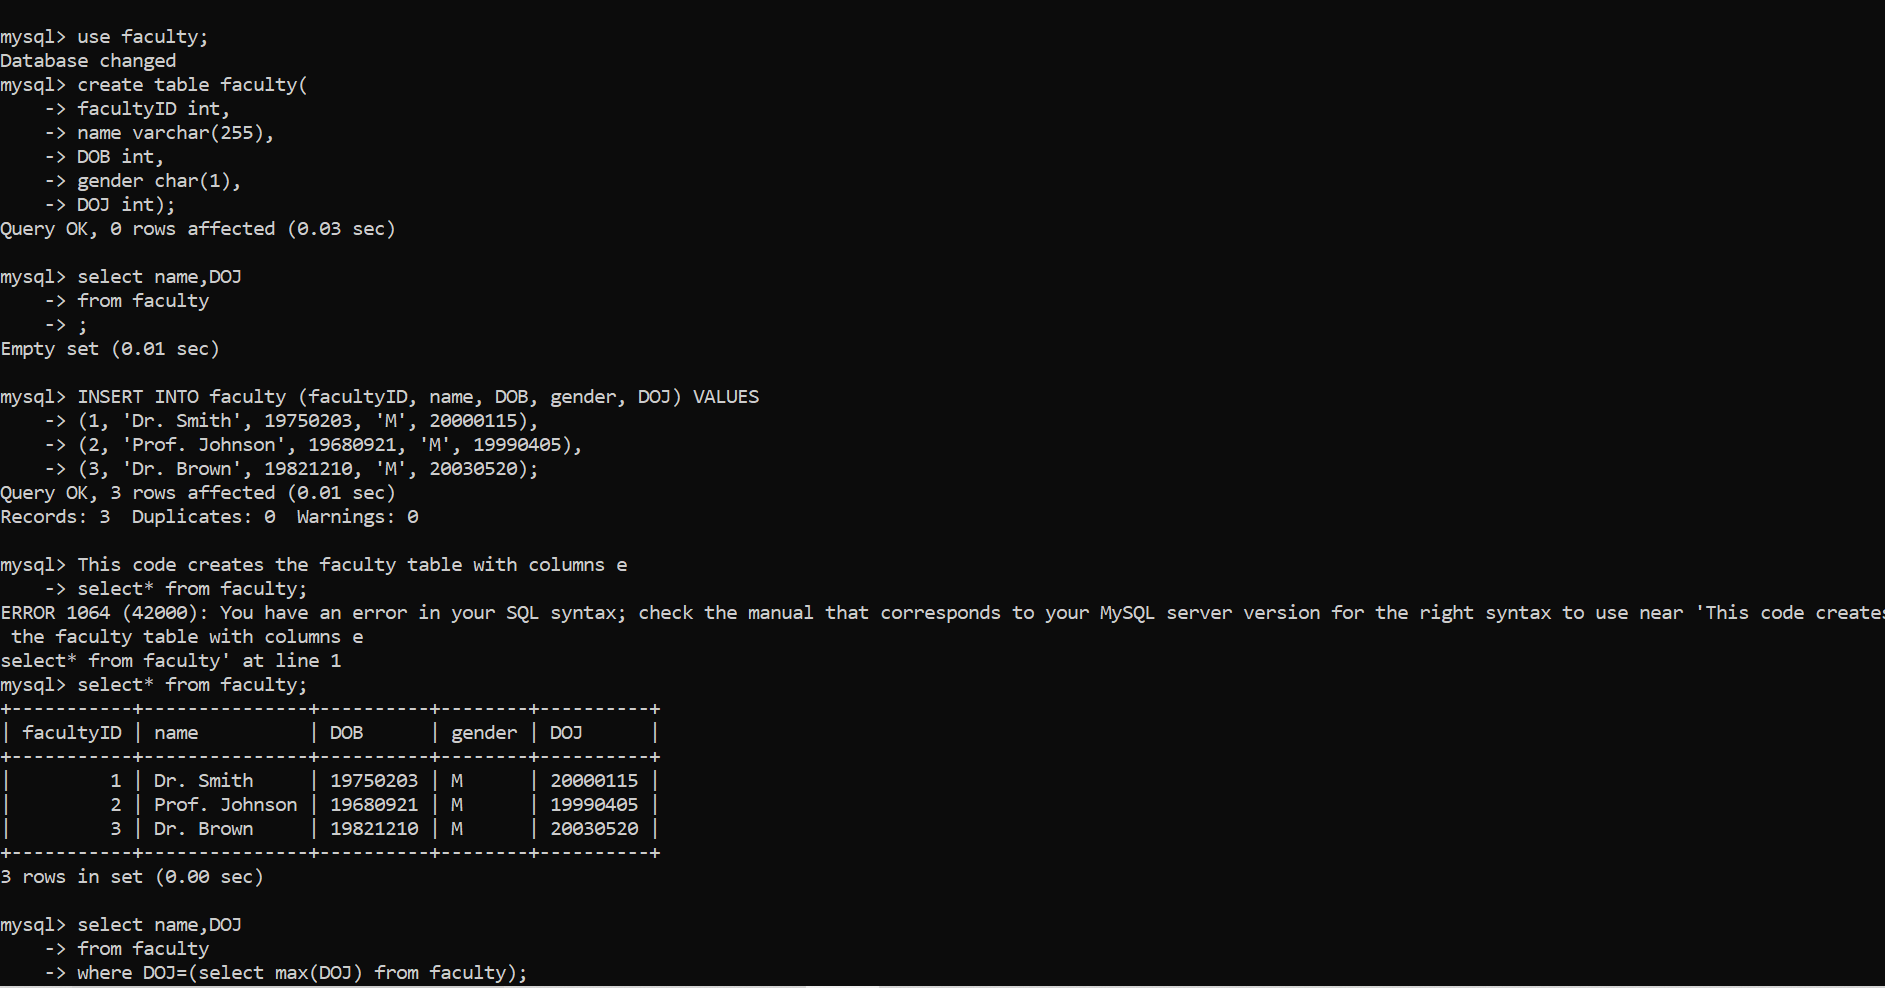 mysql> use faculty;
Database changed
mysql> create table faculty(
    -> facultyID int,
    -> name varchar(255),
    -> DOB int,
    -> gender char(1),
    -> DOJ int);
Query OK, 0 rows affected (0.03 sec)

mysql> select name,DOJ
    -> from faculty
    -> ;
Empty set (0.01 sec)

mysql> INSERT INTO faculty (facultyID, name, DOB, gender, DOJ) VALUES
    -> (1, 'Dr. Smith', 19750203, 'M', 20000115),
    -> (2, 'Prof. Johnson', 19680921, 'M', 19990405),
    -> (3, 'Dr. Brown', 19821210, 'M', 20030520);
Query OK, 3 rows affected (0.01 sec)
Records: 3  Duplicates: 0  Warnings: 0

mysql> This code creates the faculty table with columns e
    -> select* from faculty;
ERROR 1064 (42000): You have an error in your SQL syntax; check the manual that corresponds to your MySQL server version for the right syntax to use near 'This code creates
 the faculty table with columns e
select* from faculty' at line 1
mysql> select* from faculty;
+-----------+---------------+----------+--------+----------+
| facultyID | name          | DOB      | gender | DOJ      |
+-----------+---------------+----------+--------+----------+
|         1 | Dr. Smith     | 19750203 | M      | 20000115 |
|         2 | Prof. Johnson | 19680921 | M      | 19990405 |
|         3 | Dr. Brown     | 19821210 | M      | 20030520 |
+-----------+---------------+----------+--------+----------+
3 rows in set (0.00 sec)

mysql> select name,DOJ
    -> from faculty
    -> where DOJ=(select max(DOJ) from faculty);